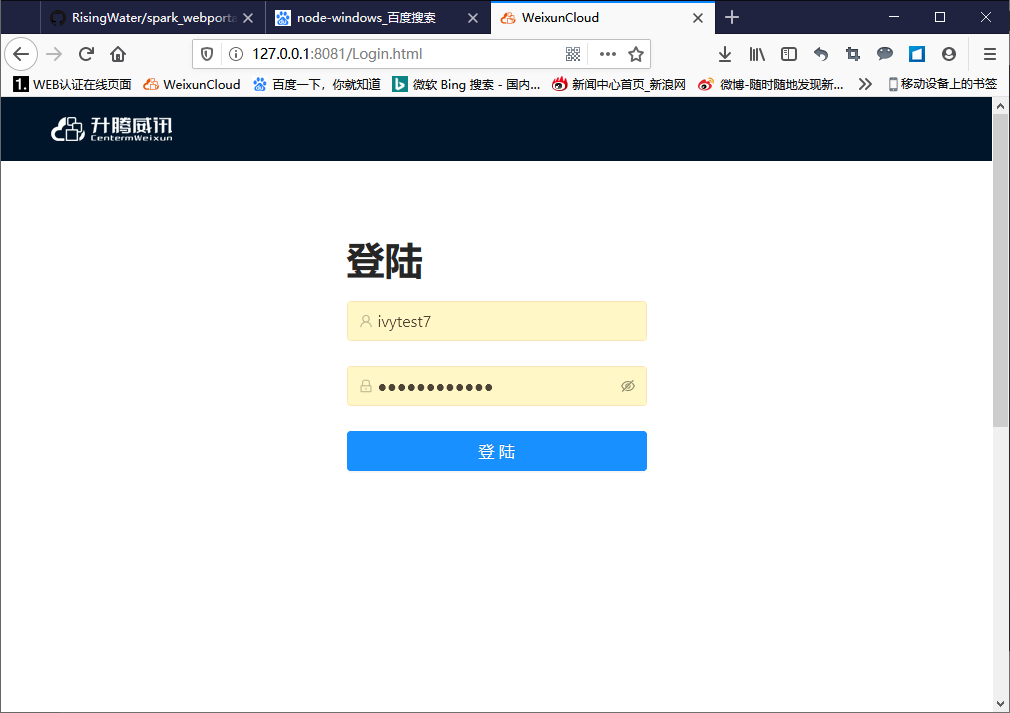 RisingWater/spark_webporta
node-windows_百度搜索
WeixunCloud
127.0.0.1:8081/Login.html
1. WEB认证在线页面
WeixunCloud
百度一下，你就知道
微软 Bing 搜索 - 国内...
新闻中心首页_新浪网
微博-随时随地发现新...
移动设备上的书签
升腾威讯
CentermWeixun
登陆
ivytest7
登 陆